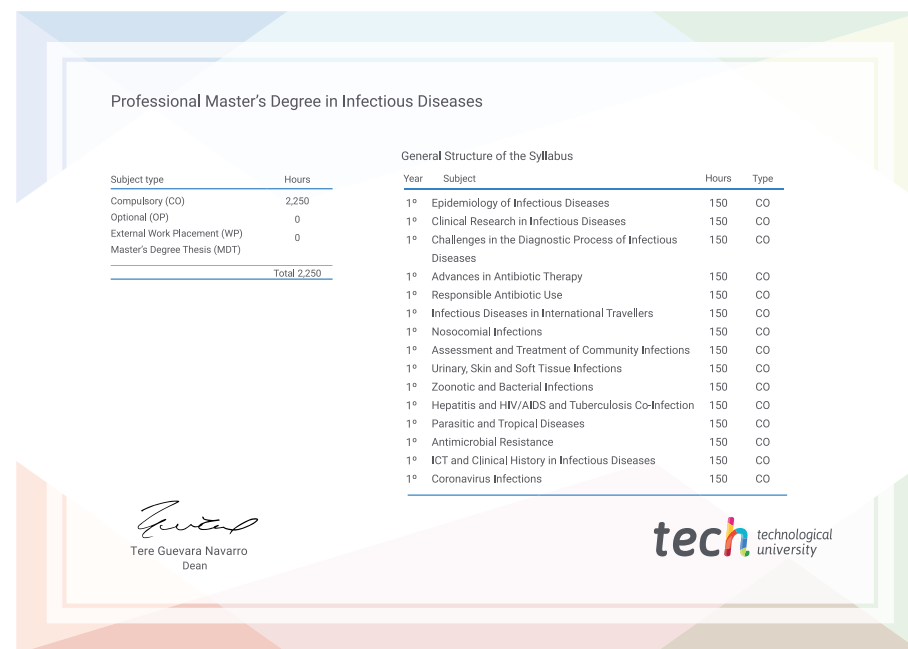 Professional Master's Degree in Infectious Diseases
Subject type Hours
Compulsory (CO) 2,250
Optional (OP) 0
External Work Placement (WP) 0
Master's Degree Thesis (MDT)
Total 2,250
General Structure of the Syllabus
Year Subject Hours Type
1º Epidemiology of Infectious Diseases 150 CO
1º Clinical Research in Infectious Diseases 150 CO
1º Challenges in the Diagnostic Process of Infectious 150 CO
Diseases
1º Advances in Antibiotic Therapy 150 CO
1º Responsible Antibiotic Use 150 CO
1º Infectious Diseases in International Travellers 150 CO
1º Nosocomial Infections 150 CO
1º Assessment and Treatment of Community Infections 150 CO
1º Urinary, Skin and Soft Tissue Infections 150 CO
1º Zoonotic and Bacterial Infections 150 CO
1º Hepatitis and HIV/AIDS and Tuberculosis Co-Infection 150 CO
1º Parasitic and Tropical Diseases 150 CO
1º Antimicrobial Resistance 150 CO
1º ICT and Clinical History in Infectious Diseases 150 CO
1º Coronavirus Infections 150 CO
Tere Guevara Navarro
Dean
tech technological
university